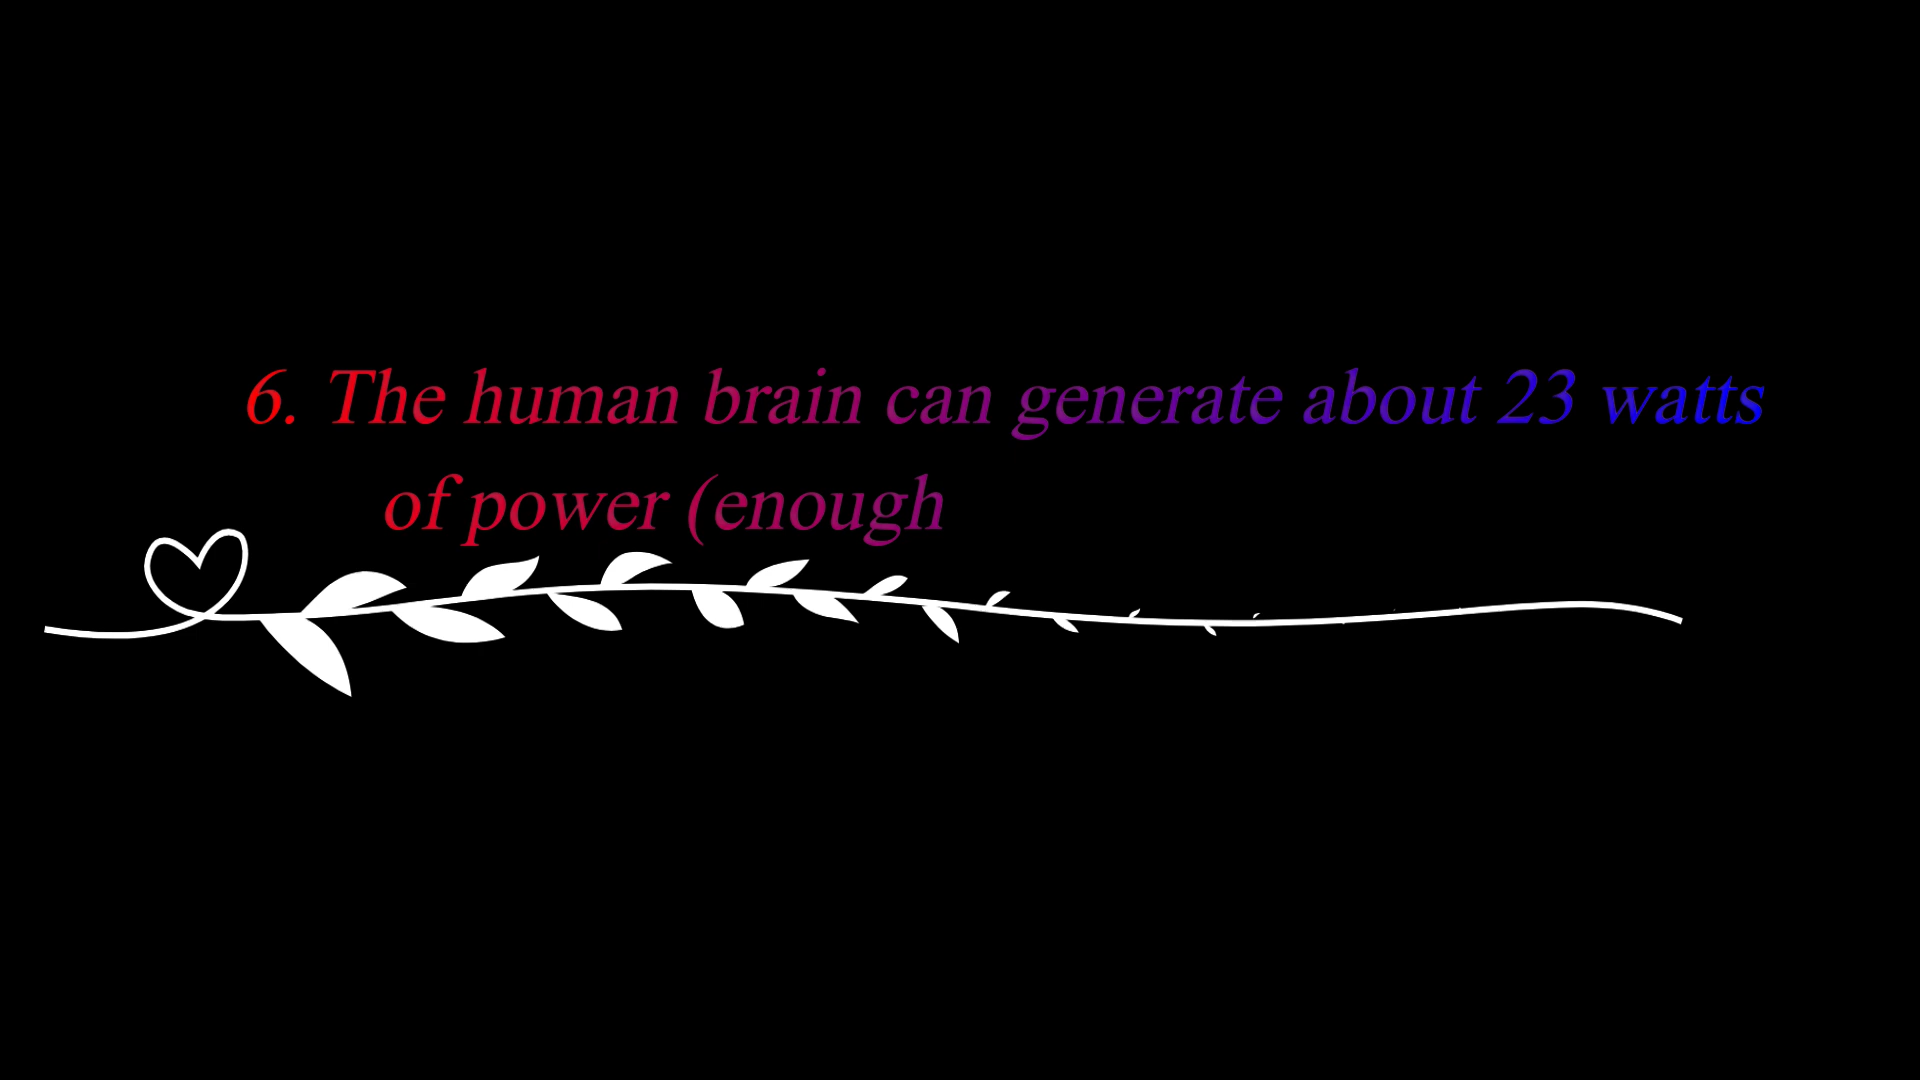 6. The human brain can generate about 23 watts
of power (enough